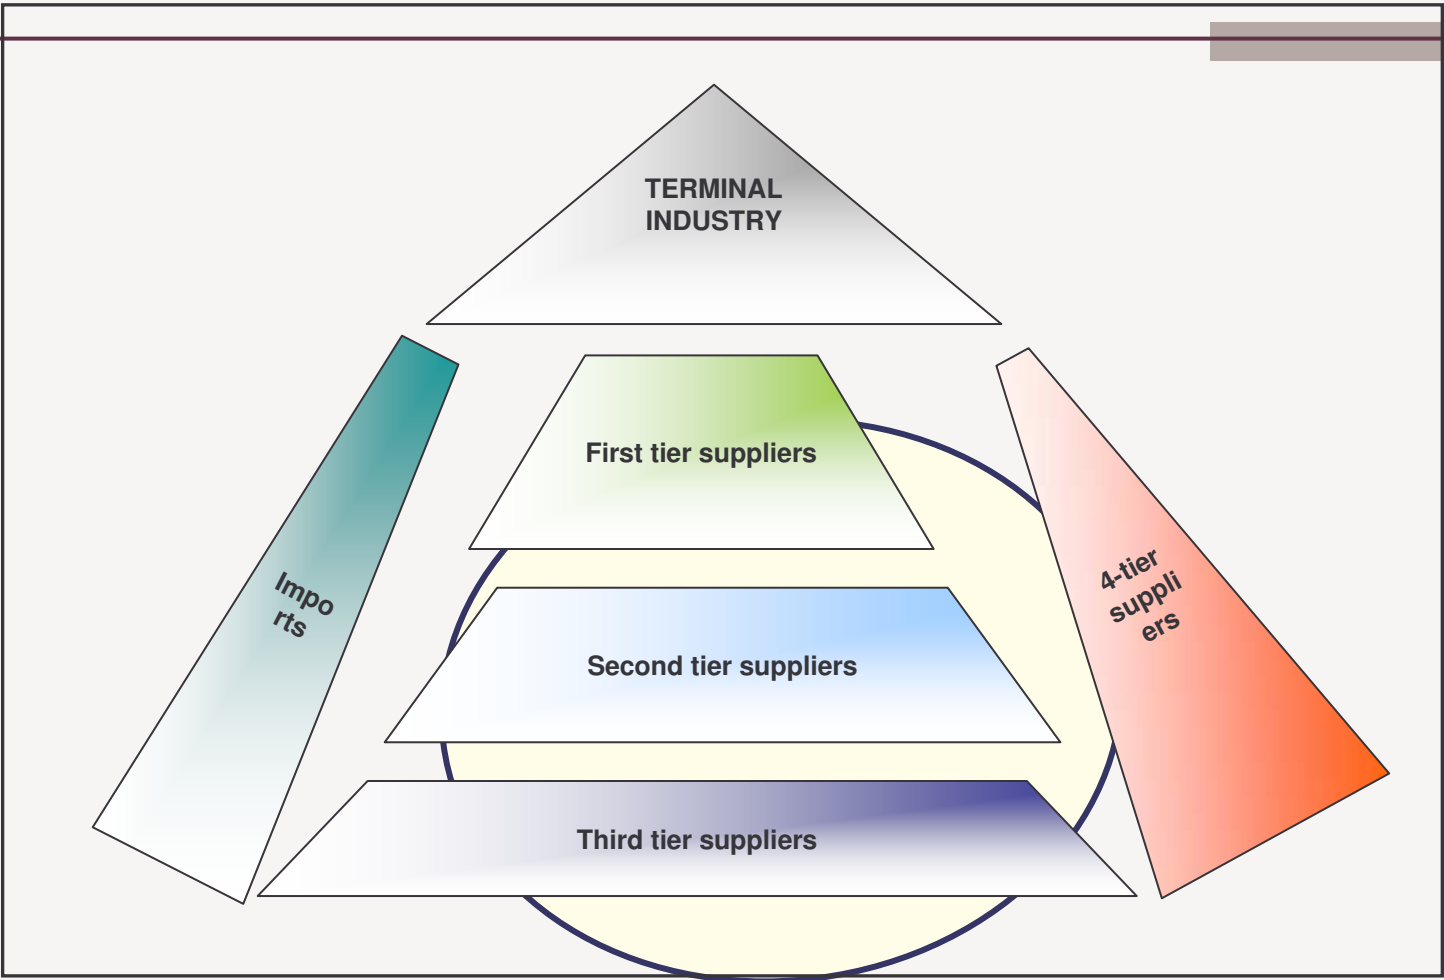 TERMINAL
INDUSTRY
First tier suppliers
Impo
rts
4-tier
suppli
ers
Second tier suppliers
Third tier suppliers